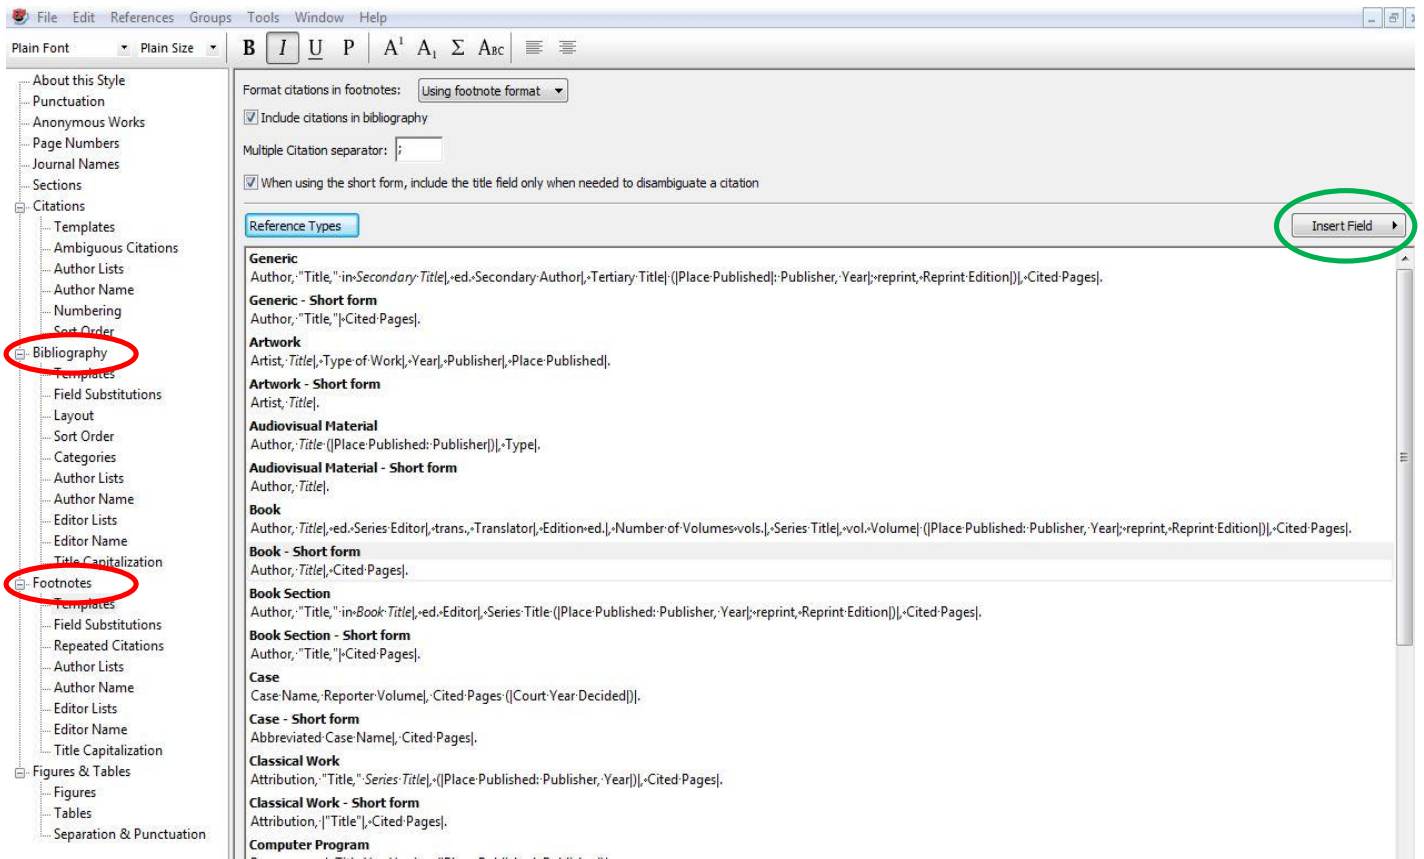 File Edit References Groups Tools Window Help
Plain Font Plain Size B I U P A¹ A₁ Σ ABC
About this Style
Punctuation
Anonymous Works
Page Numbers
Journal Names
Sections
Citations
Templates
Ambiguous Citations
Author Lists
Author Name
Numbering
Sort Order
Bibliography
Templates
Field Substitutions
Layout
Sort Order
Categories
Author Lists
Author Name
Editor Lists
Editor Name
Title Capitalization
Footnotes
Templates
Field Substitutions
Repeated Citations
Author Lists
Author Name
Editor Lists
Editor Name
Title Capitalization
Figures & Tables
Figures
Tables
Separation & Punctuation
Format citations in footnotes: Using footnote format
Include citations in bibliography
Multiple Citation separator: ;
When using the short form, include the title field only when needed to disambiguate a citation
Reference Types Insert Field
Generic
Author,·"Title,"·in◦Secondary·Title|,◦ed.◦Secondary·Author|,◦Tertiary·Title|·(|Place·Published|:·Publisher,·Year|;◦reprint,◦Reprint·Edition|)|,◦Cited·Pages|.
Generic - Short form
Author,·"Title,"|◦Cited·Pages|.
Artwork
Artist,·Title|,◦Type·of·Work|,◦Year|,◦Publisher|,◦Place·Published|.
Artwork - Short form
Artist,·Title|.
Audiovisual Material
Author,·Title·(|Place·Published:·Publisher|)|,◦Type|.
Audiovisual Material - Short form
Author,·Title|.
Book
Author,·Title|,◦ed.◦Series·Editor|,◦trans.,◦Translator|,◦Edition◦ed.|,◦Number·of·Volumes◦vols.|,◦Series·Title|,◦vol.◦Volume|·(|Place·Published:·Publisher,·Year|;◦reprint,◦Reprint·Edition|)|,◦Cited·Pages|.
Book - Short form
Author,·Title|,◦Cited·Pages|.
Book Section
Author,·"Title,"·in◦Book·Title|,◦ed.◦Editor|,◦Series·Title·(|Place·Published:·Publisher,·Year|;◦reprint,◦Reprint·Edition|)|,◦Cited·Pages|.
Book Section - Short form
Author,·"Title,"|◦Cited·Pages|.
Case
Case·Name,·Reporter·Volume|,·Cited·Pages·(|Court·Year·Decided|)|.
Case - Short form
Abbreviated·Case·Name|,·Cited·Pages|.
Classical Work
Attribution,·"Title,"·Series·Title|,◦(|Place·Published:·Publisher,·Year|)|,◦Cited·Pages|.
Classical Work - Short form
Attribution,·|"Title"|,◦Cited·Pages|.
Computer Program